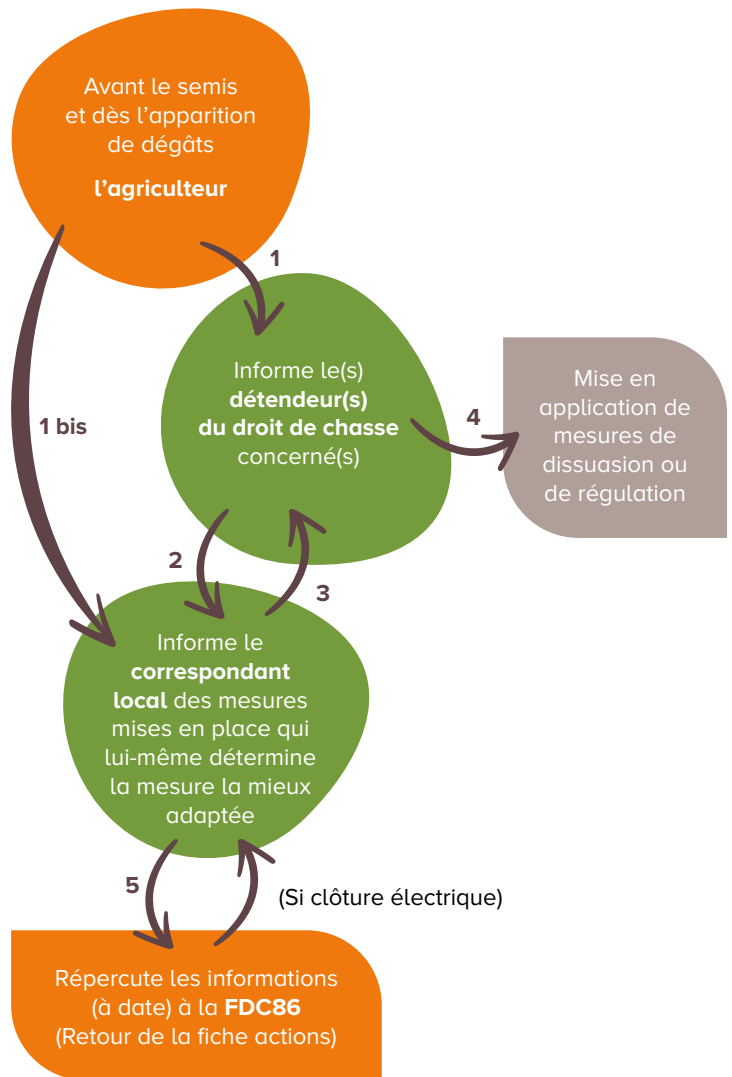 Avant le semis
et dès l’apparition
de dégâts
l’agriculteur
1
Informe le(s)
détendeur(s)
du droit de chasse
concerné(s)
4
Mise en
application de
mesures de
dissuasion ou
de régulation
1 bis
2
3
Informe le
correspondant
local des mesures
mises en place qui
lui-même détermine
la mesure la mieux
adaptée
5
(Si clôture électrique)
Répercute les informations
(à date) à la FDC86
(Retour de la fiche actions)